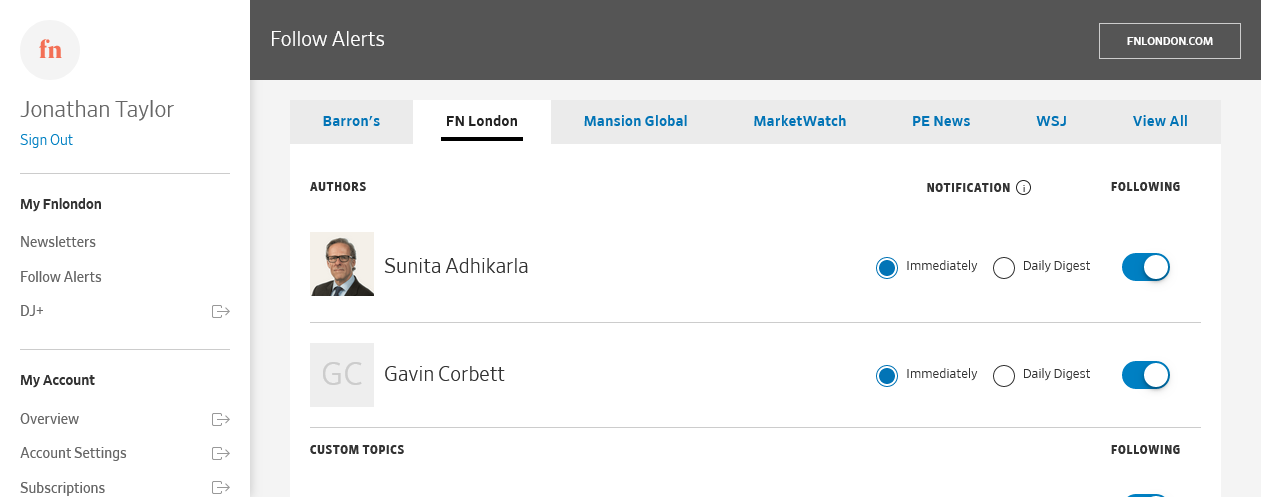 fn
Jonathan Taylor
Sign Out
My Fnlondon
Newsletters
Follow Alerts
DJ+
My Account
Overview
Account Settings
Subscriptions
Follow Alerts
FNLONDON.COM
Barron's FN London Mansion Global MarketWatch PE News WSJ View All
AUTHORS NOTIFICATION i FOLLOWING
Sunita Adhikarla Immediately Daily Digest
GC Gavin Corbett Immediately Daily Digest
CUSTOM TOPICS FOLLOWING